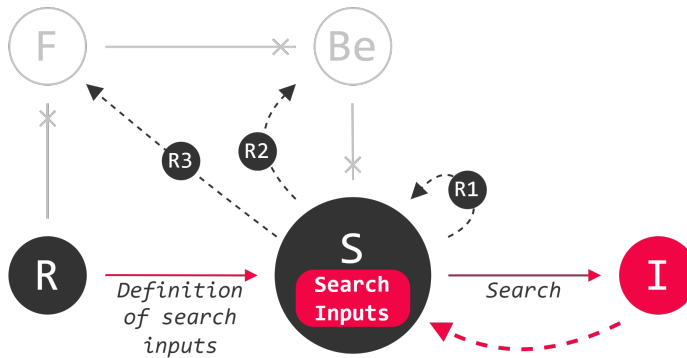 F
Be
R3
R2
R1
R
S
Search
Inputs
I
Definition
of search
inputs
Search